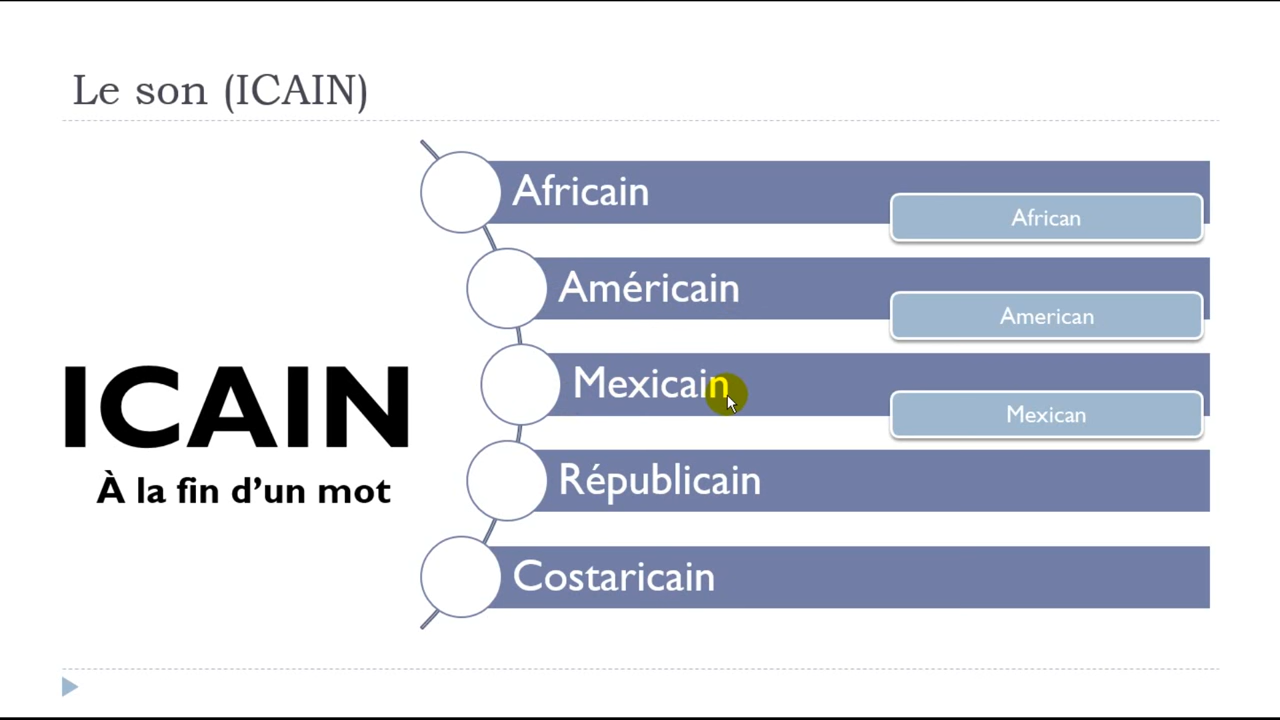 Le son (ICAIN)
ICAIN
À la fin d'un mot
Africain
African
Américain
American
Mexicain
Mexican
Républicain
Costaricain